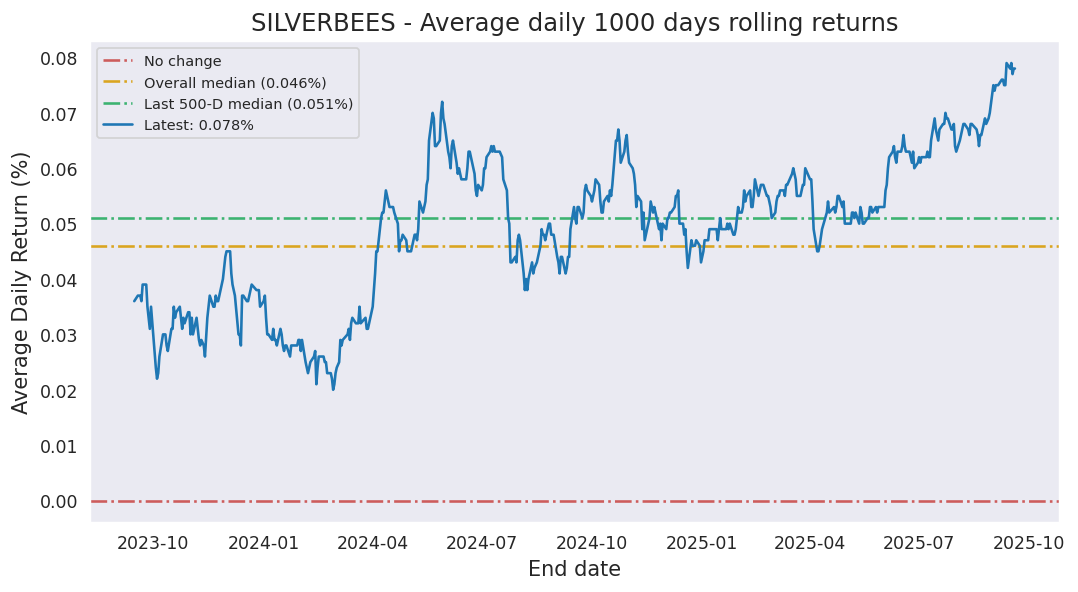 SILVERBEES - Average daily 1000 days rolling returns
No change
Overall median (0.046%)
Last 500-D median (0.051%)
Latest: 0.078%
Average Daily Return (%)
0.08
0.07
0.06
0.05
0.04
0.03
0.02
0.01
0.00
2023-10 2024-01 2024-04 2024-07 2024-10 2025-01 2025-04 2025-07 2025-10
End date